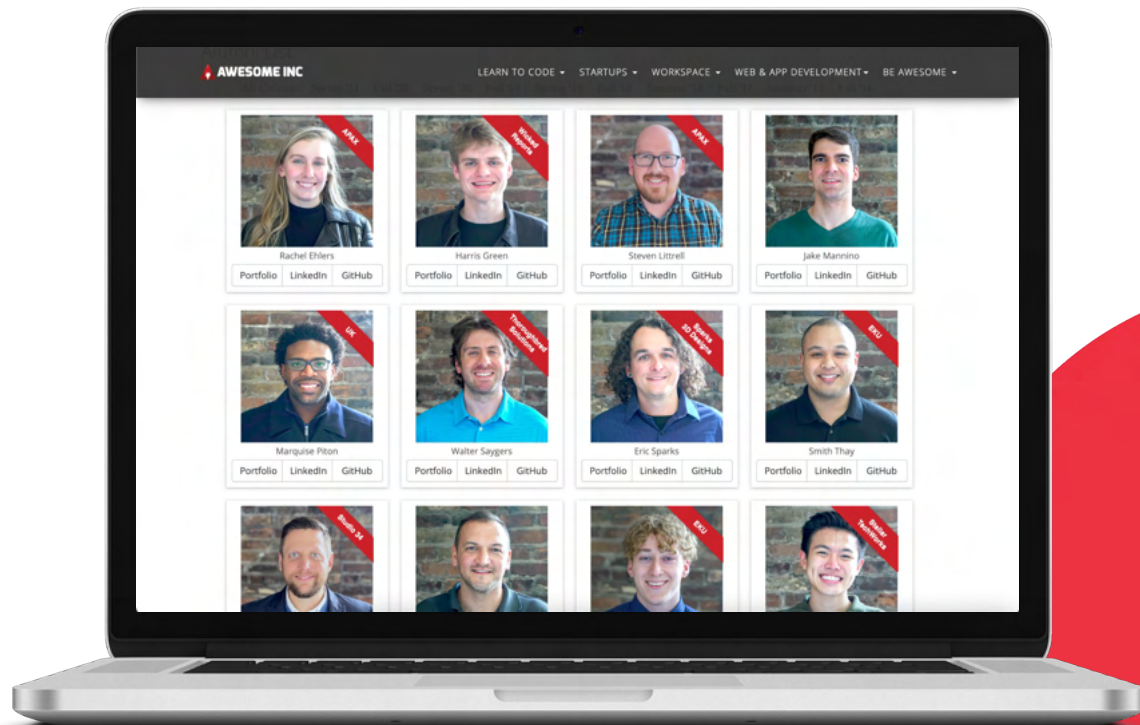 AWESOME INC
LEARN TO CODE
STARTUPS
WORKSPACE
WEB & APP DEVELOPMENT
BE AWESOME
APAX
Wicked
Reports
APAX
Rachel Ehlers
Harris Green
Steven Littrell
Jake Mannino
Portfolio LinkedIn GitHub
Portfolio LinkedIn GitHub
Portfolio LinkedIn GitHub
Portfolio LinkedIn GitHub
UK
Thoroughbred
Solutions
Sparks
3D Designs
EKU
Marquise Piton
Walter Saygers
Eric Sparks
Smith Thay
Portfolio LinkedIn GitHub
Portfolio LinkedIn GitHub
Portfolio LinkedIn GitHub
Portfolio LinkedIn GitHub
Studio 34
EKU
Stellar
TechWorks